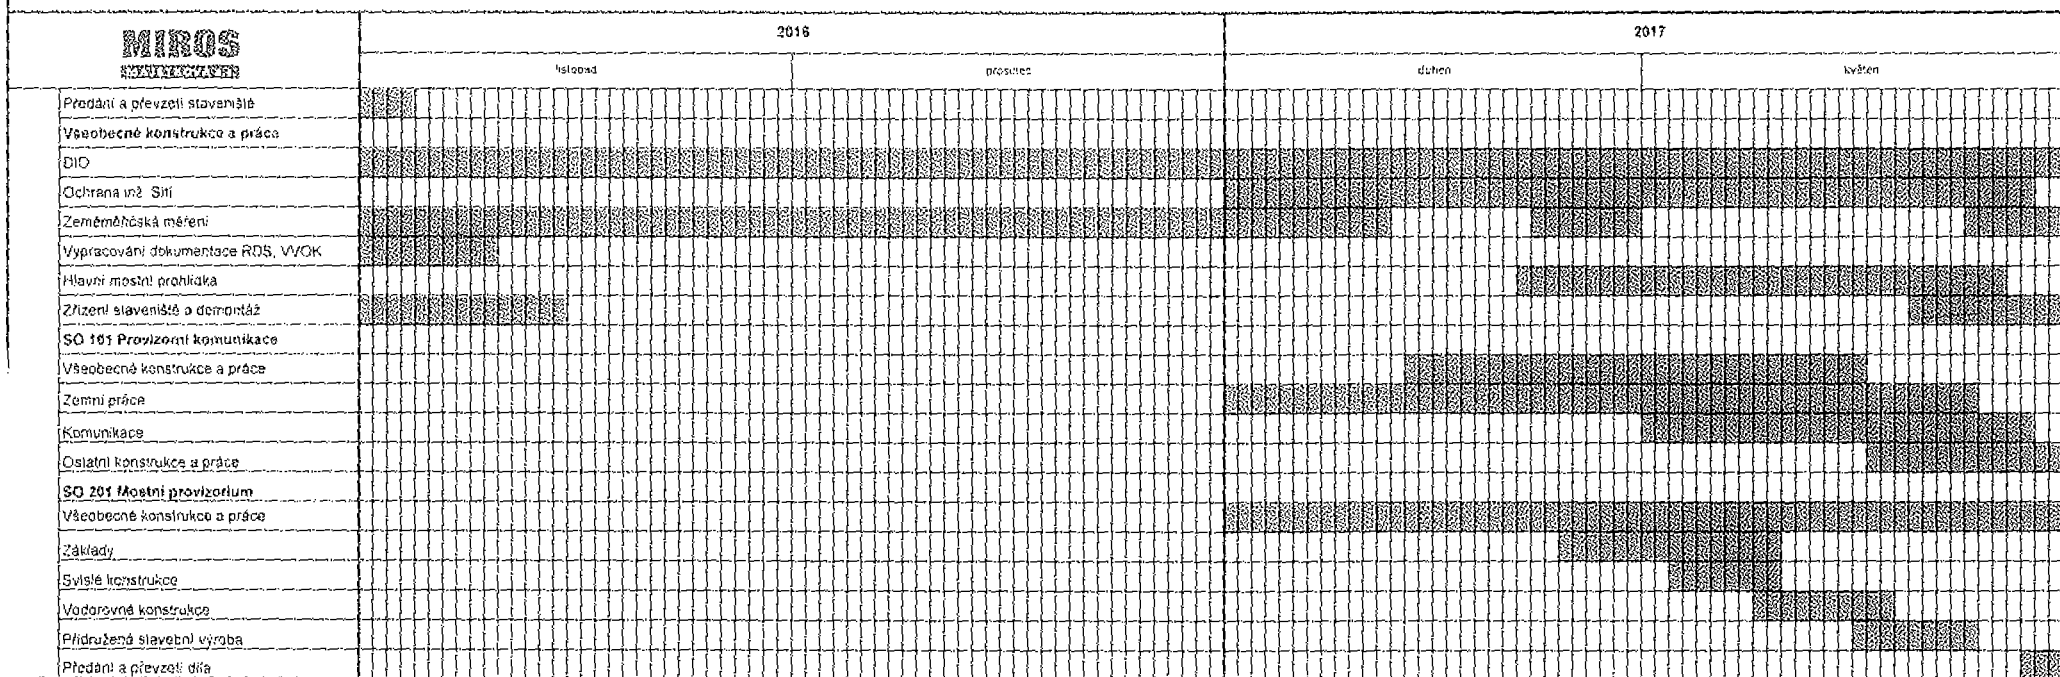 MIROS
2016
2017
listopad
prosinec
duben
květen
Předání a převzetí staveniště
Všeobecné konstrukce a práce
DIO
Ochrana inž. Sítí
Zeměměřičská měření
Vypracování dokumentace RDS, VVOK
Hlavní mostní prohlídka
Zřízení staveniště a demontáž
SO 101 Provizorní komunikace
Všeobecné konstrukce a práce
Zemní práce
Komunikace
Ostatní konstrukce a práce
SO 201 Mostní provizorium
Všeobecné konstrukce a práce
Základy
Svislé konstrukce
Vodorovné konstrukce
Přidružená stavební výroba
Předání a převzetí díla